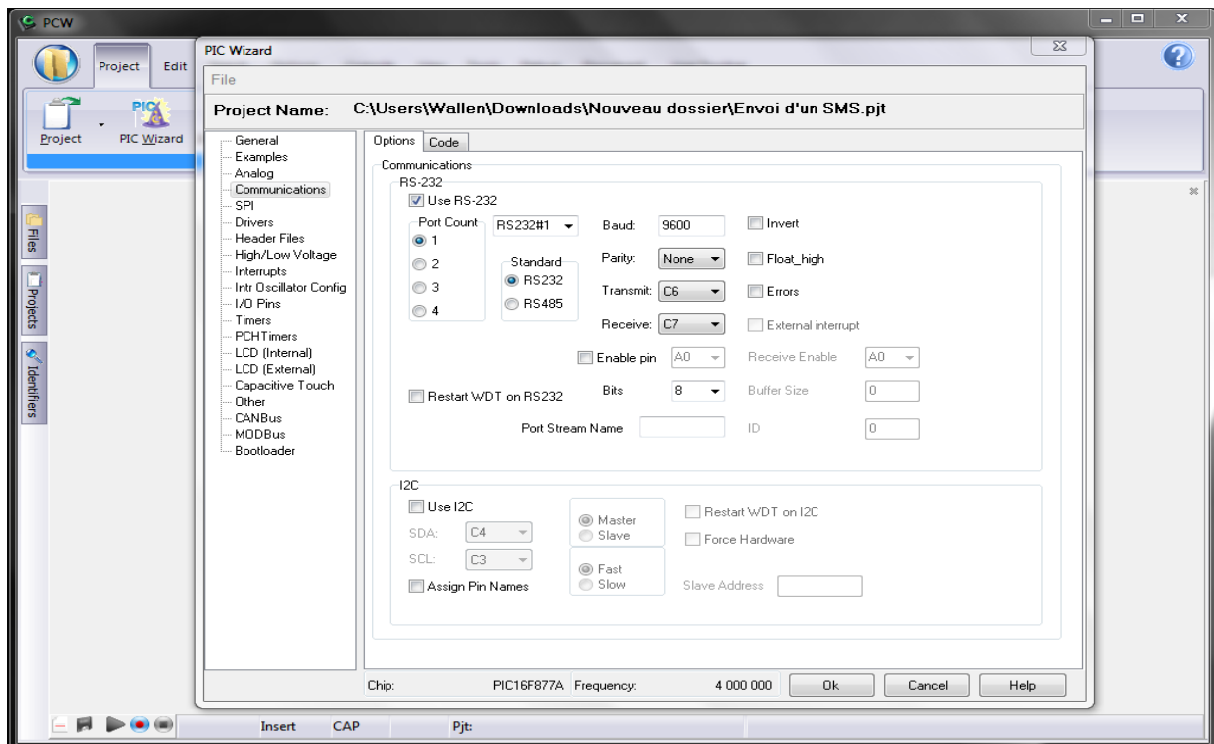 PCW
Project Edit
Project PIC Wizard
Files
Projects
Identifiers
PIC Wizard
File
Project Name: C:\Users\Wallen\Downloads\Nouveau dossier\Envoi d'un SMS.pjt
General
Examples
Analog
Communications
SPI
Drivers
Header Files
High/Low Voltage
Interrupts
Intr Oscillator Config
I/O Pins
Timers
PCHTimers
LCD (Internal)
LCD (External)
Capacitive Touch
Other
CANBus
MODBus
Bootloader
Options Code
Communications
RS-232
Use RS-232
Port Count RS232#1 Baud: 9600 Invert
1
2 Standard Parity: None Float_high
3 RS232 Transmit: C6 Errors
4 RS485
Receive: C7 External interrupt
Enable pin A0 Receive Enable A0
Restart WDT on RS232 Bits 8 Buffer Size 0
Port Stream Name ID 0
I2C
Use I2C Master Restart WDT on I2C
SDA: C4 Slave Force Hardware
SCL: C3 Fast
Assign Pin Names Slow Slave Address
Chip: PIC16F877A Frequency: 4 000 000 Ok Cancel Help
Insert CAP Pjt: